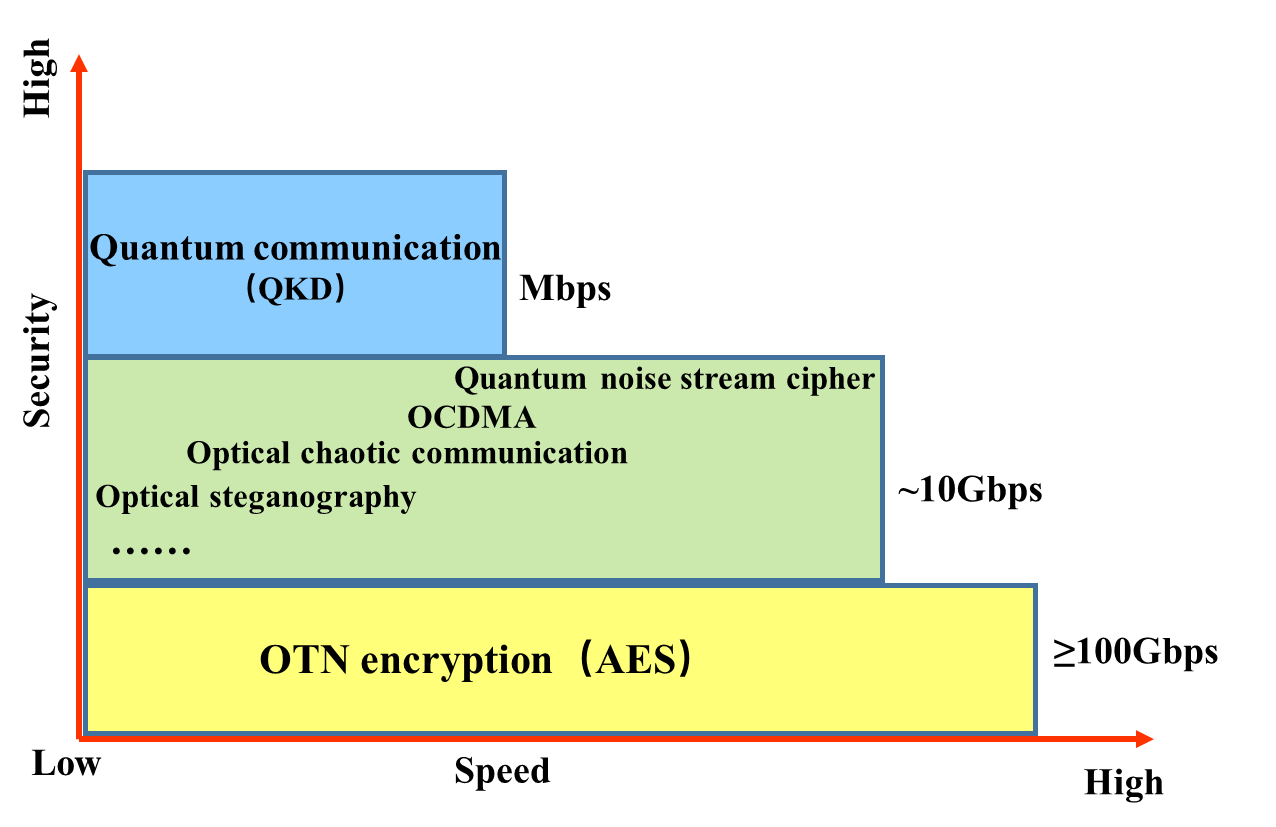 High
Security
Quantum communication
（QKD）
Mbps
Quantum noise stream cipher
OCDMA
Optical chaotic communication
Optical steganography
……
~10Gbps
OTN encryption（AES）
≥100Gbps
Low
Speed
High